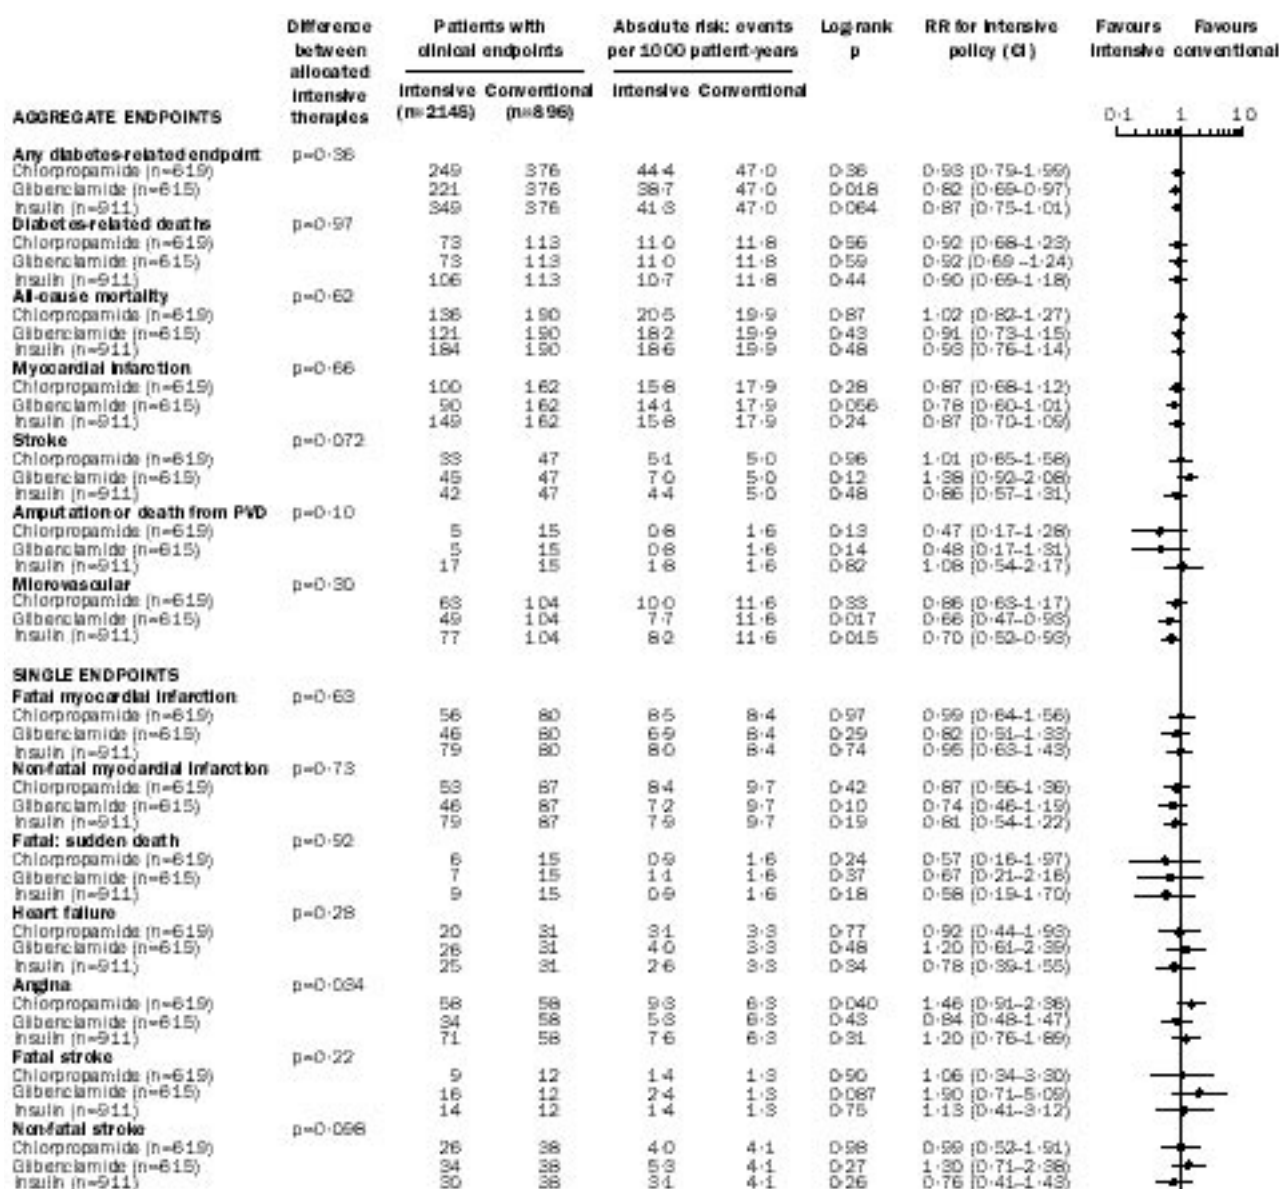 Difference between allocated intensive therapies
Patients with clinical endpoints
Absolute risk: events per 1000 patient-years
Log-rank p
RR for intensive policy (CI)
Favours intensive
Favours conventional
Intensive (n=2145) Conventional (n=896) Intensive Conventional
AGGREGATE ENDPOINTS 0·1 1 10
Any diabetes-related endpoint p=0·36
Chlorpropamide (n=619) 249 376 44·4 47·0 0·36
Glibenclamide (n=615) 221 376 38·7 47·0 0·018 0·82 (0·69–0·97)
Insulin (n=911) 349 376 41·3 47·0 0·064 0·87 (0·75–1·01)
Diabetes-related deaths p=0·97
Chlorpropamide (n=619) 73 113 11·0 11·8 0·56 0·92 (0·68–1·23)
Glibenclamide (n=615) 73 113 11·0 11·8 0·59 0·92 (0·69 –1·24)
Insulin (n=911) 106 113 10·7 11·8 0·44 0·90 (0·69–1·18)
All-cause mortality p=0·62
Chlorpropamide (n=619) 136 190 20·5 19·9 0·87 1·02 (0·82–1·27)
Glibenclamide (n=615) 121 190 18·2 19·9 0·43 0·91 (0·73–1·15)
Insulin (n=911) 184 190 18·6 19·9 0·48 0·93 (0·76–1·14)
Myocardial infarction p=0·66
Chlorpropamide (n=619) 100 162 15·8 17·9 0·28 0·87 (0·68–1·12)
Glibenclamide (n=615) 90 162 14·1 17·9 0·056 0·78 (0·60–1·01)
Insulin (n=911) 149 162 15·8 17·9 0·24 0·87 (0·70–1·09)
Stroke p=0·072
Chlorpropamide (n=619) 33 47 5·1 5·0 0·96 1·01 (0·65–1·58)
Glibenclamide (n=615) 45 47 7·0 5·0 0·12 1·38 (0·92–2·08)
Insulin (n=911) 42 47 4·4 5·0 0·48 0·86 (0·57–1·31)
Amputation or death from PVD p=0·10
Chlorpropamide (n=619) 5 15 0·8 1·6 0·13 0·47 (0·17–1·28)
Glibenclamide (n=615) 5 15 0·8 1·6 0·14 0·48 (0·17–1·31)
Insulin (n=911) 17 15 1·8 1·6 0·82 1·08 (0·54–2·17)
Microvascular p=0·30
Chlorpropamide (n=619) 63 104 10·0 11·6 0·33 0·86 (0·63–1·17)
Glibenclamide (n=615) 49 104 7·7 11·6 0·017 0·66 (0·47–0·93)
Insulin (n=911) 77 104 8·2 11·6 0·015 0·70 (0·52–0·93)
SINGLE ENDPOINTS
Fatal myocardial infarction p=0·63
Chlorpropamide (n=619) 56 80 8·5 8·4 0·97 0·99 (0·64–1·56)
Glibenclamide (n=615) 46 80 6·9 8·4 0·29 0·82 (0·51–1·33)
Insulin (n=911) 79 80 8·0 8·4 0·74 0·95 (0·63–1·43)
Non-fatal myocardial infarction p=0·73
Chlorpropamide (n=619) 53 87 8·4 9·7 0·42 0·87 (0·56–1·36)
Glibenclamide (n=615) 46 87 7·2 9·7 0·10 0·74 (0·46–1·19)
Insulin (n=911) 79 87 7·9 9·7 0·19 0·81 (0·54–1·22)
Fatal: sudden death p=0·52
Chlorpropamide (n=619) 6 15 0·9 1·6 0·24 0·57 (0·16–1·97)
Glibenclamide (n=615) 7 15 1·1 1·6 0·37 0·67 (0·21–2·16)
Insulin (n=911) 9 15 0·9 1·6 0·18 0·58 (0·19–1·70)
Heart failure p=0·28
Chlorpropamide (n=619) 20 31 3·1 3·3 0·77 0·92 (0·44–1·93)
Glibenclamide (n=615) 26 31 4·0 3·3 0·48 1·20 (0·61–2·39)
Insulin (n=911) 25 31 2·6 3·3 0·34 0·78 (0·39–1·55)
Angina p=0·034
Chlorpropamide (n=619) 58 58 9·3 6·3 0·040 1·46 (0·91–2·36)
Glibenclamide (n=615) 34 58 5·3 6·3 0·43 0·84 (0·48–1·47)
Insulin (n=911) 71 58 7·6 6·3 0·31 1·20 (0·76–1·89)
Fatal stroke p=0·22
Chlorpropamide (n=619) 9 12 1·4 1·3 0·90 1·06 (0·34–3·30)
Glibenclamide (n=615) 16 12 2·4 1·3 0·087 1·90 (0·71–5·09)
Insulin (n=911) 14 12 1·4 1·3 0·75 1·13 (0·41–3·12)
Non-fatal stroke p=0·098
Chlorpropamide (n=619) 26 38 4·0 4·1 0·98 0·99 (0·52–1·91)
Glibenclamide (n=615) 34 38 5·3 4·1 0·27 1·30 (0·71–2·38)
Insulin (n=911) 30 38 3·1 4·1 0·26 0·76 (0·41–1·43)